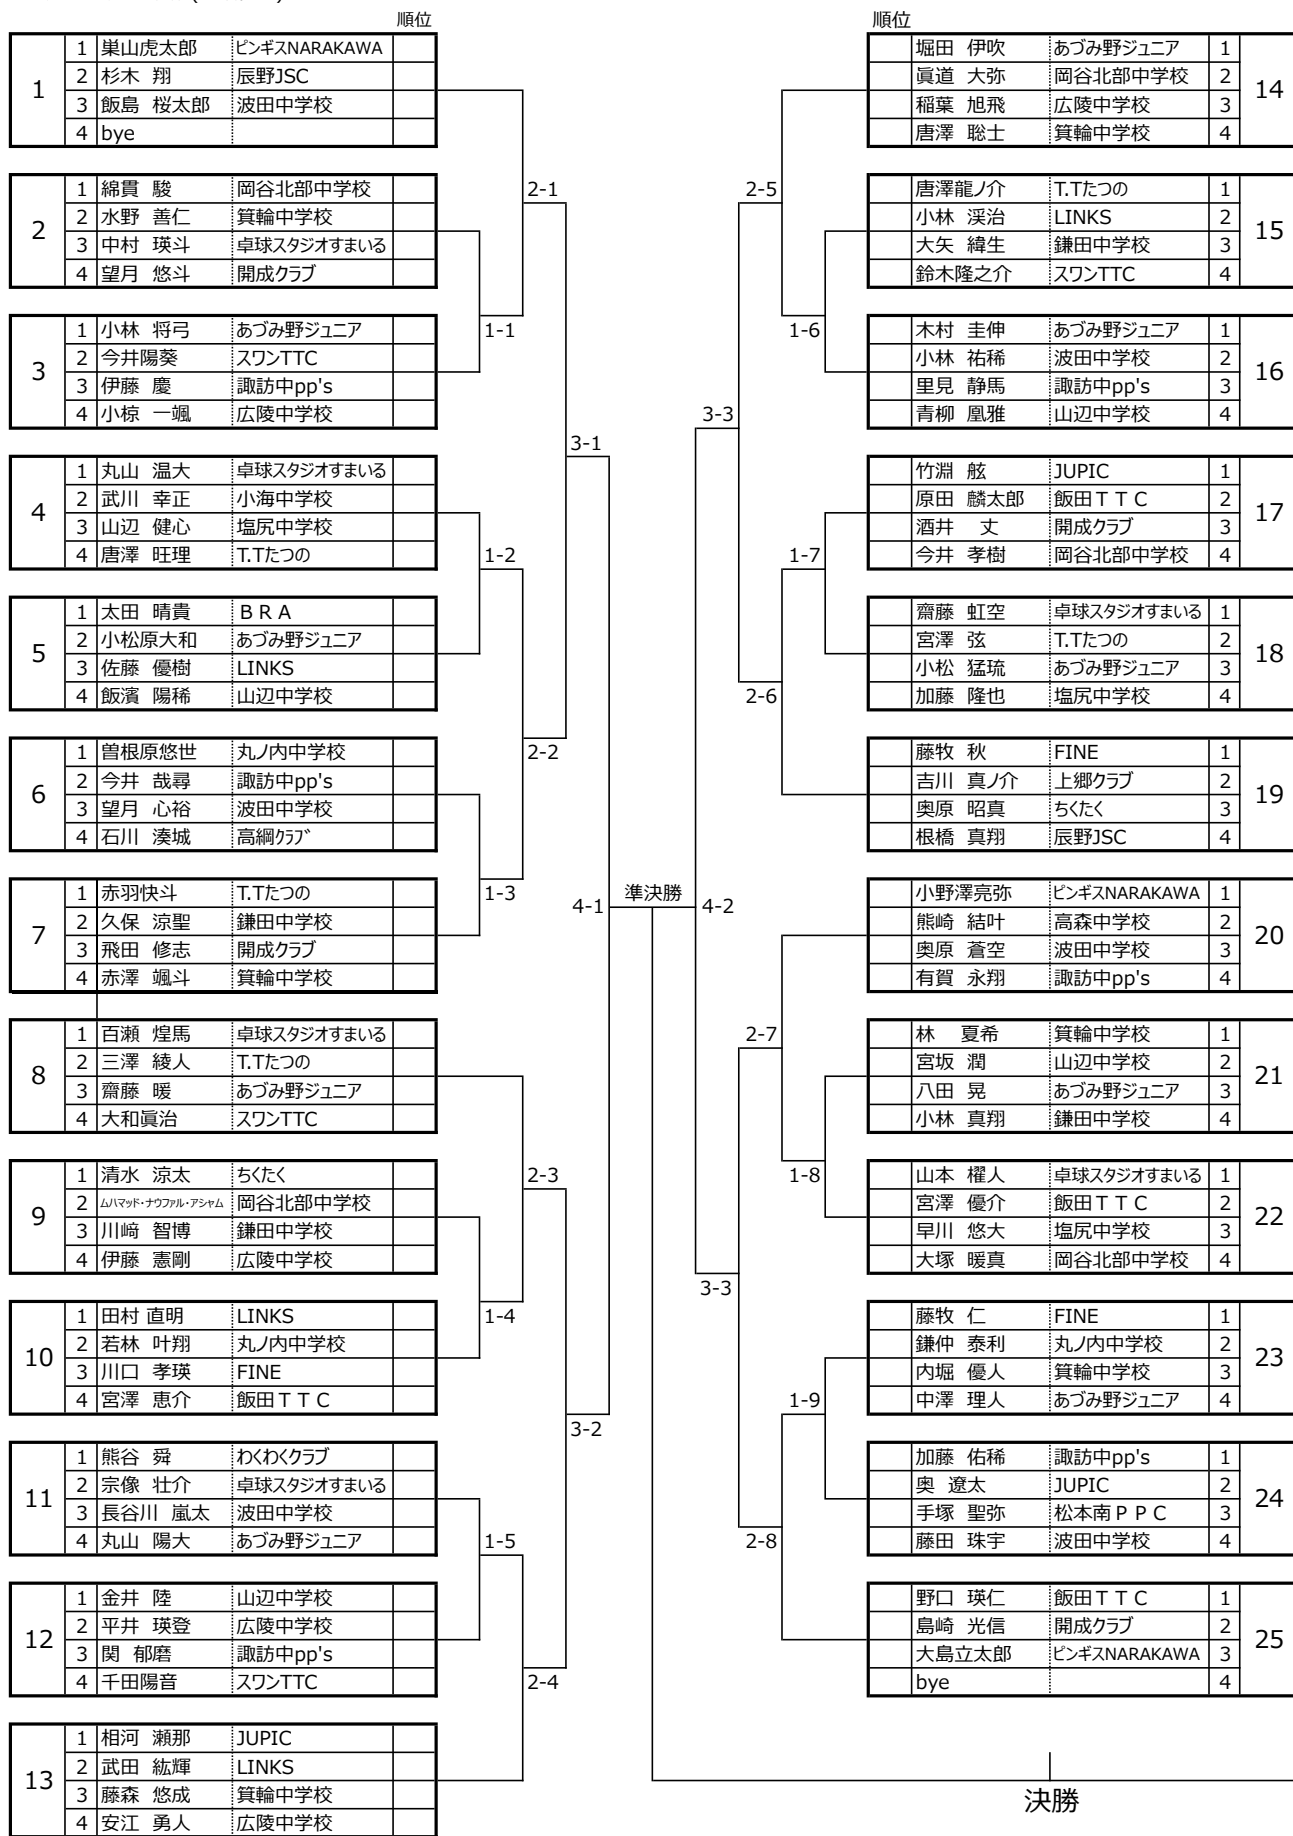 順位
1
1 巣山虎太郎 ピンギスNARAKAWA
2 杉木 翔 辰野JSC
3 飯島 桜太郎 波田中学校
4 bye
2
1 綿貫 駿 岡谷北部中学校
2 水野 善仁 箕輪中学校
3 中村 瑛斗 卓球スタジオすまいる
4 望月 悠斗 開成クラブ
3
1 小林 将弓 あづみ野ジュニア
2 今井陽葵 スワンTTC
3 伊藤 慶 諏訪中pp's
4 小椋 一颯 広陵中学校
4
1 丸山 温大 卓球スタジオすまいる
2 武川 幸正 小海中学校
3 山辺 健心 塩尻中学校
4 唐澤 旺理 T.Tたつの
5
1 太田 晴貴 ＢＲＡ
2 小松原大和 あづみ野ジュニア
3 佐藤 優樹 LINKS
4 飯濱 陽稀 山辺中学校
6
1 曽根原悠世 丸ノ内中学校
2 今井 哉尋 諏訪中pp's
3 望月 心裕 波田中学校
4 石川 湊城 高綱クラブ
7
1 赤羽快斗 T.Tたつの
2 久保 涼聖 鎌田中学校
3 飛田 修志 開成クラブ
4 赤澤 颯斗 箕輪中学校
8
1 百瀬 煌馬 卓球スタジオすまいる
2 三澤 綾人 T.Tたつの
3 齋藤 暖 あづみ野ジュニア
4 大和眞治 スワンTTC
9
1 清水 涼太 ちくたく
2 ムハマッド・ナウファル・アシャム 岡谷北部中学校
3 川﨑 智博 鎌田中学校
4 伊藤 憲剛 広陵中学校
10
1 田村 直明 LINKS
2 若林 叶翔 丸ノ内中学校
3 川口 孝瑛 FINE
4 宮澤 恵介 飯田ＴＴＣ
11
1 熊谷 舜 わくわくクラブ
2 宗像 壮介 卓球スタジオすまいる
3 長谷川 嵐太 波田中学校
4 丸山 陽大 あづみ野ジュニア
12
1 金井 陸 山辺中学校
2 平井 瑛登 広陵中学校
3 関 郁磨 諏訪中pp's
4 千田陽音 スワンTTC
13
1 相河 瀬那 JUPIC
2 武田 紘輝 LINKS
3 藤森 悠成 箕輪中学校
4 安江 勇人 広陵中学校
2-1
1-1
3-1
1-2
2-2
1-3
4-1
2-3
1-4
3-2
1-5
2-4
準決勝
決勝
4-2
2-5
1-6
3-3
1-7
2-6
2-7
1-8
3-3
1-9
2-8
順位
堀田 伊吹 あづみ野ジュニア 1
眞道 大弥 岡谷北部中学校 2
稲葉 旭飛 広陵中学校 3
唐澤 聡士 箕輪中学校 4
14
唐澤龍ノ介 T.Tたつの 1
小林 渓治 LINKS 2
大矢 緯生 鎌田中学校 3
鈴木隆之介 スワンTTC 4
15
木村 圭伸 あづみ野ジュニア 1
小林 祐稀 波田中学校 2
里見 静馬 諏訪中pp's 3
青柳 凰雅 山辺中学校 4
16
竹淵 舷 JUPIC 1
原田 麟太郎 飯田ＴＴＣ 2
酒井 丈 開成クラブ 3
今井 孝樹 岡谷北部中学校 4
17
齋藤 虹空 卓球スタジオすまいる 1
宮澤 弦 T.Tたつの 2
小松 猛琉 あづみ野ジュニア 3
加藤 隆也 塩尻中学校 4
18
藤牧 秋 FINE 1
吉川 真ノ介 上郷クラブ 2
奥原 昭真 ちくたく 3
根橋 真翔 辰野JSC 4
19
小野澤亮弥 ピンギスNARAKAWA 1
熊崎 結叶 高森中学校 2
奥原 蒼空 波田中学校 3
有賀 永翔 諏訪中pp's 4
20
林 夏希 箕輪中学校 1
宮坂 潤 山辺中学校 2
八田 晃 あづみ野ジュニア 3
小林 真翔 鎌田中学校 4
21
山本 櫂人 卓球スタジオすまいる 1
宮澤 優介 飯田ＴＴＣ 2
早川 悠大 塩尻中学校 3
大塚 暖真 岡谷北部中学校 4
22
藤牧 仁 FINE 1
鎌仲 泰利 丸ノ内中学校 2
内堀 優人 箕輪中学校 3
中澤 理人 あづみ野ジュニア 4
23
加藤 佑稀 諏訪中pp's 1
奥 遼太 JUPIC 2
手塚 聖弥 松本南ＰＰＣ 3
藤田 珠宇 波田中学校 4
24
野口 瑛仁 飯田ＴＴＣ 1
島崎 光信 開成クラブ 2
大島立太郎 ピンギスNARAKAWA 3
bye 4
25